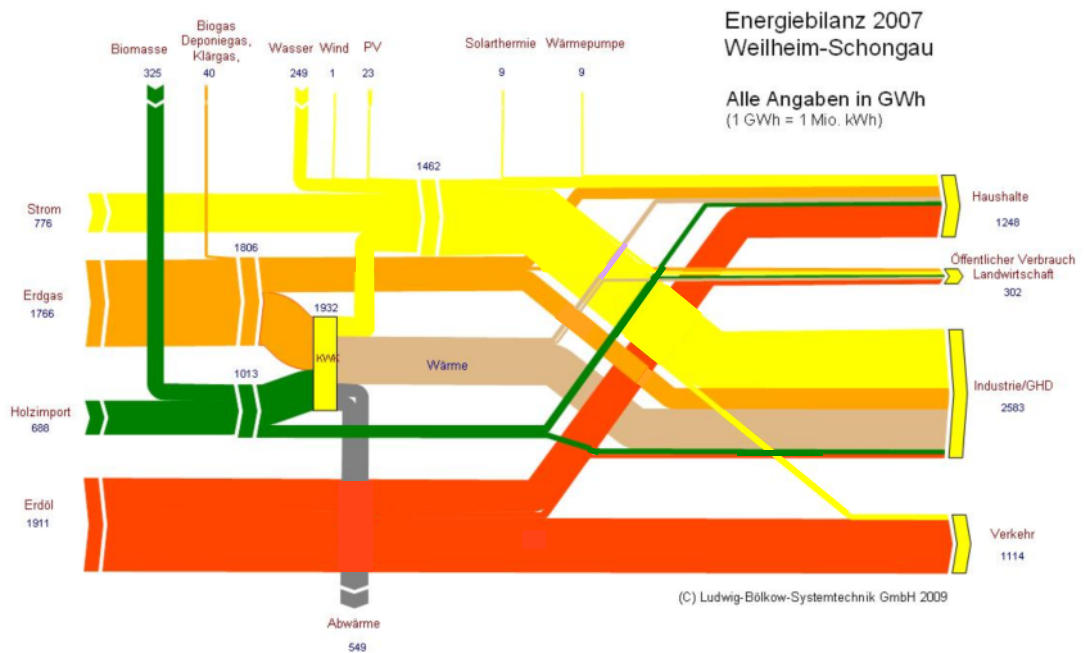 Energiebilanz 2007
Weilheim-Schongau
Alle Angaben in GWh
(1 GWh = 1 Mio. kWh)
Biomasse
325
Biogas
Deponiegas,
Klärgas,
40
Wasser
249
Wind
1
PV
23
Solarthermie
9
Wärmepumpe
9
1462
Strom
776
1806
Erdgas
1766
1932
KWK
Wärme
1013
Holzimport
688
Erdöl
1911
Haushalte
1248
Öffentlicher Verbrauch
Landwirtschaft
302
Industrie/GHD
2583
Verkehr
1114
(C) Ludwig-Bölkow-Systemtechnik GmbH 2009
Abwärme
549